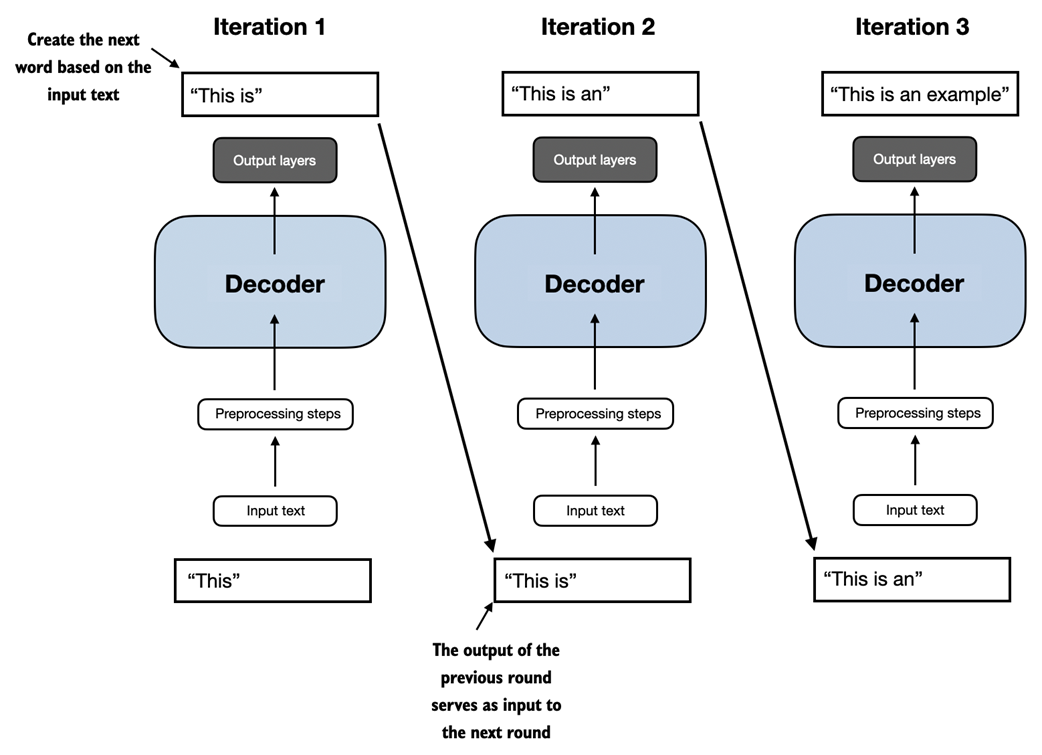 Iteration 1
Iteration 2
Iteration 3
Create the next
word based on the
input text
“This is”
“This is an”
“This is an example”
Output layers
Output layers
Output layers
Decoder
Decoder
Decoder
Preprocessing steps
Preprocessing steps
Preprocessing steps
Input text
Input text
Input text
“This”
“This is”
“This is an”
The output of the
previous round
serves as input to
the next round